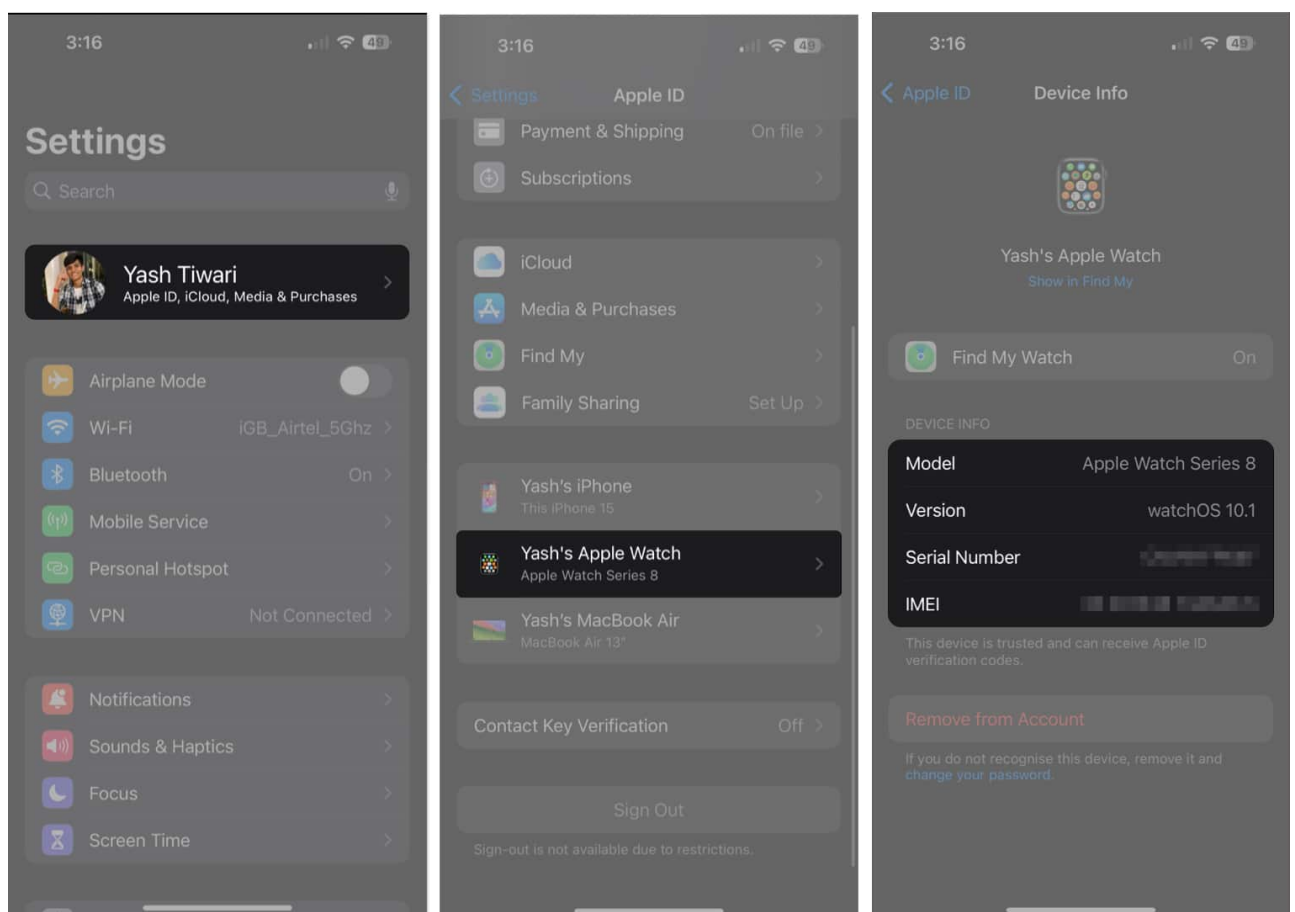 3:16
49
Settings
Search
Yash Tiwari
Apple ID, iCloud, Media & Purchases
Airplane Mode
Wi-Fi iGB_Airtel_5Ghz
Bluetooth On
Mobile Service
Personal Hotspot
VPN Not Connected
Notifications
Sounds & Haptics
Focus
Screen Time
3:16
49
Settings Apple ID
Payment & Shipping On file
Subscriptions
iCloud
Media & Purchases
Find My
Family Sharing Set Up
Yash's iPhone
This iPhone 15
Yash's Apple Watch
Apple Watch Series 8
Yash's MacBook Air
MacBook Air 13"
Contact Key Verification Off
Sign Out
Sign-out is not available due to restrictions.
3:16
49
Apple ID Device Info
Yash's Apple Watch
Show in Find My
Find My Watch On
DEVICE INFO
Model Apple Watch Series 8
Version watchOS 10.1
Serial Number
IMEI
This device is trusted and can receive Apple ID
verification codes.
Remove from Account
If you do not recognise this device, remove it and
change your password.